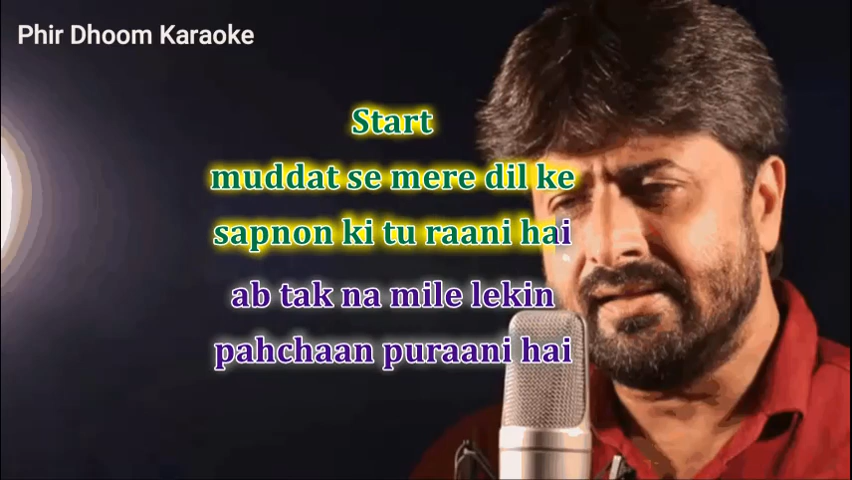 Phir Dhoom Karaoke
Start
muddat se mere dil ke
sapnon ki tu raani hai
ab tak na mile lekin
pahchaan puraani hai